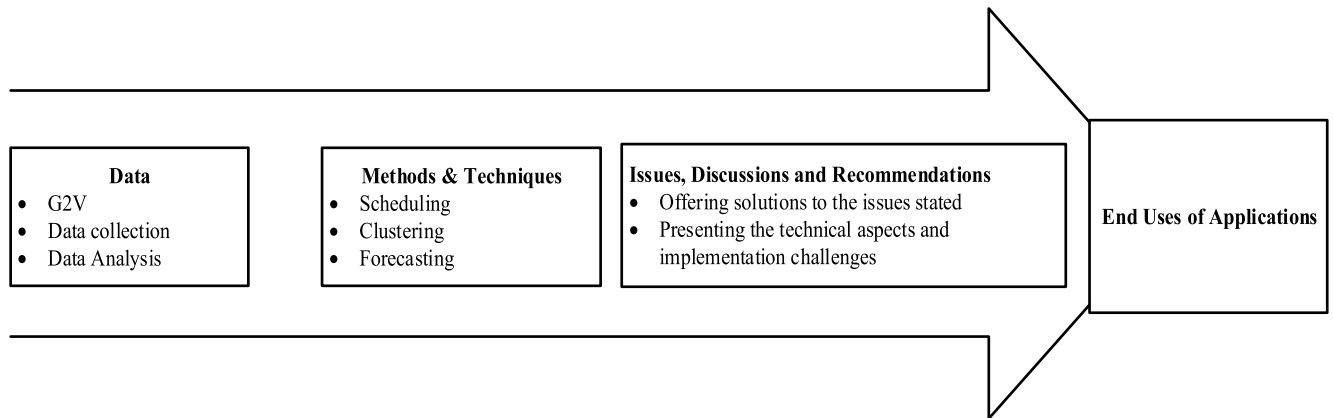 Data
• G2V
• Data collection
• Data Analysis
Methods & Techniques
• Scheduling
• Clustering
• Forecasting
Issues, Discussions and Recommendations
• Offering solutions to the issues stated
• Presenting the technical aspects and
implementation challenges
End Uses of Applications